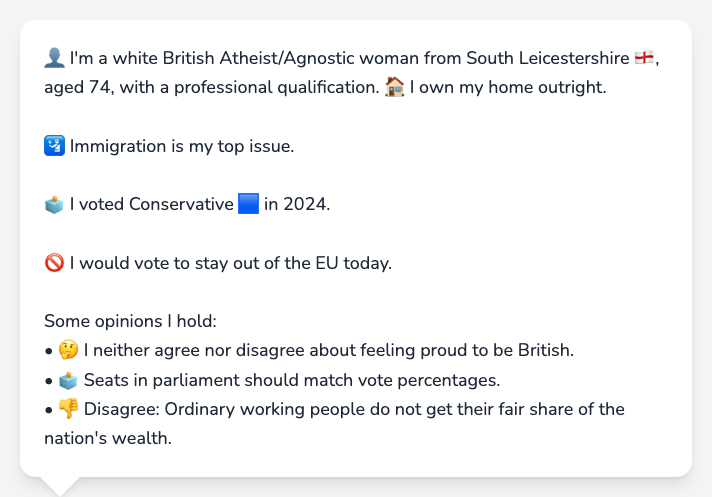 👤 I'm a white British Atheist/Agnostic woman from South Leicestershire 🏴󠁧󠁢󠁥󠁮󠁧󠁿,
aged 74, with a professional qualification. 🏠 I own my home outright.
🛂 Immigration is my top issue.
🗳️ I voted Conservative 🟦 in 2024.
🚫 I would vote to stay out of the EU today.
Some opinions I hold:
• 🤔 I neither agree nor disagree about feeling proud to be British.
• 🗳️ Seats in parliament should match vote percentages.
• 👎 Disagree: Ordinary working people do not get their fair share of the
nation's wealth.